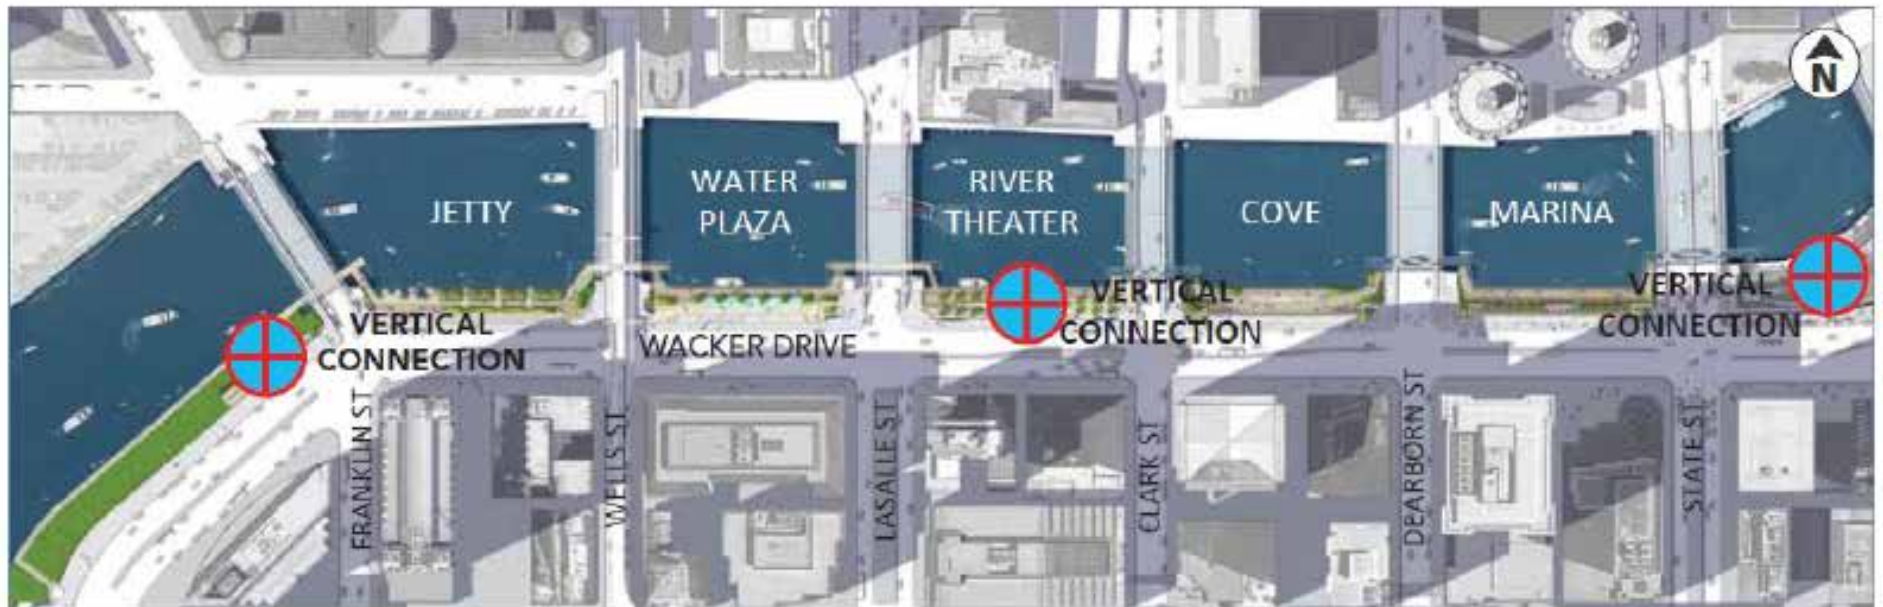 N
JETTY
WATER
PLAZA
RIVER
THEATER
COVE
MARINA
VERTICAL
CONNECTION
WACKER DRIVE
VERTICAL
CONNECTION
VERTICAL
CONNECTION
FRANKLIN ST
WELLS ST
LASALLE ST
CLARK ST
DEARBORN ST
STATE ST